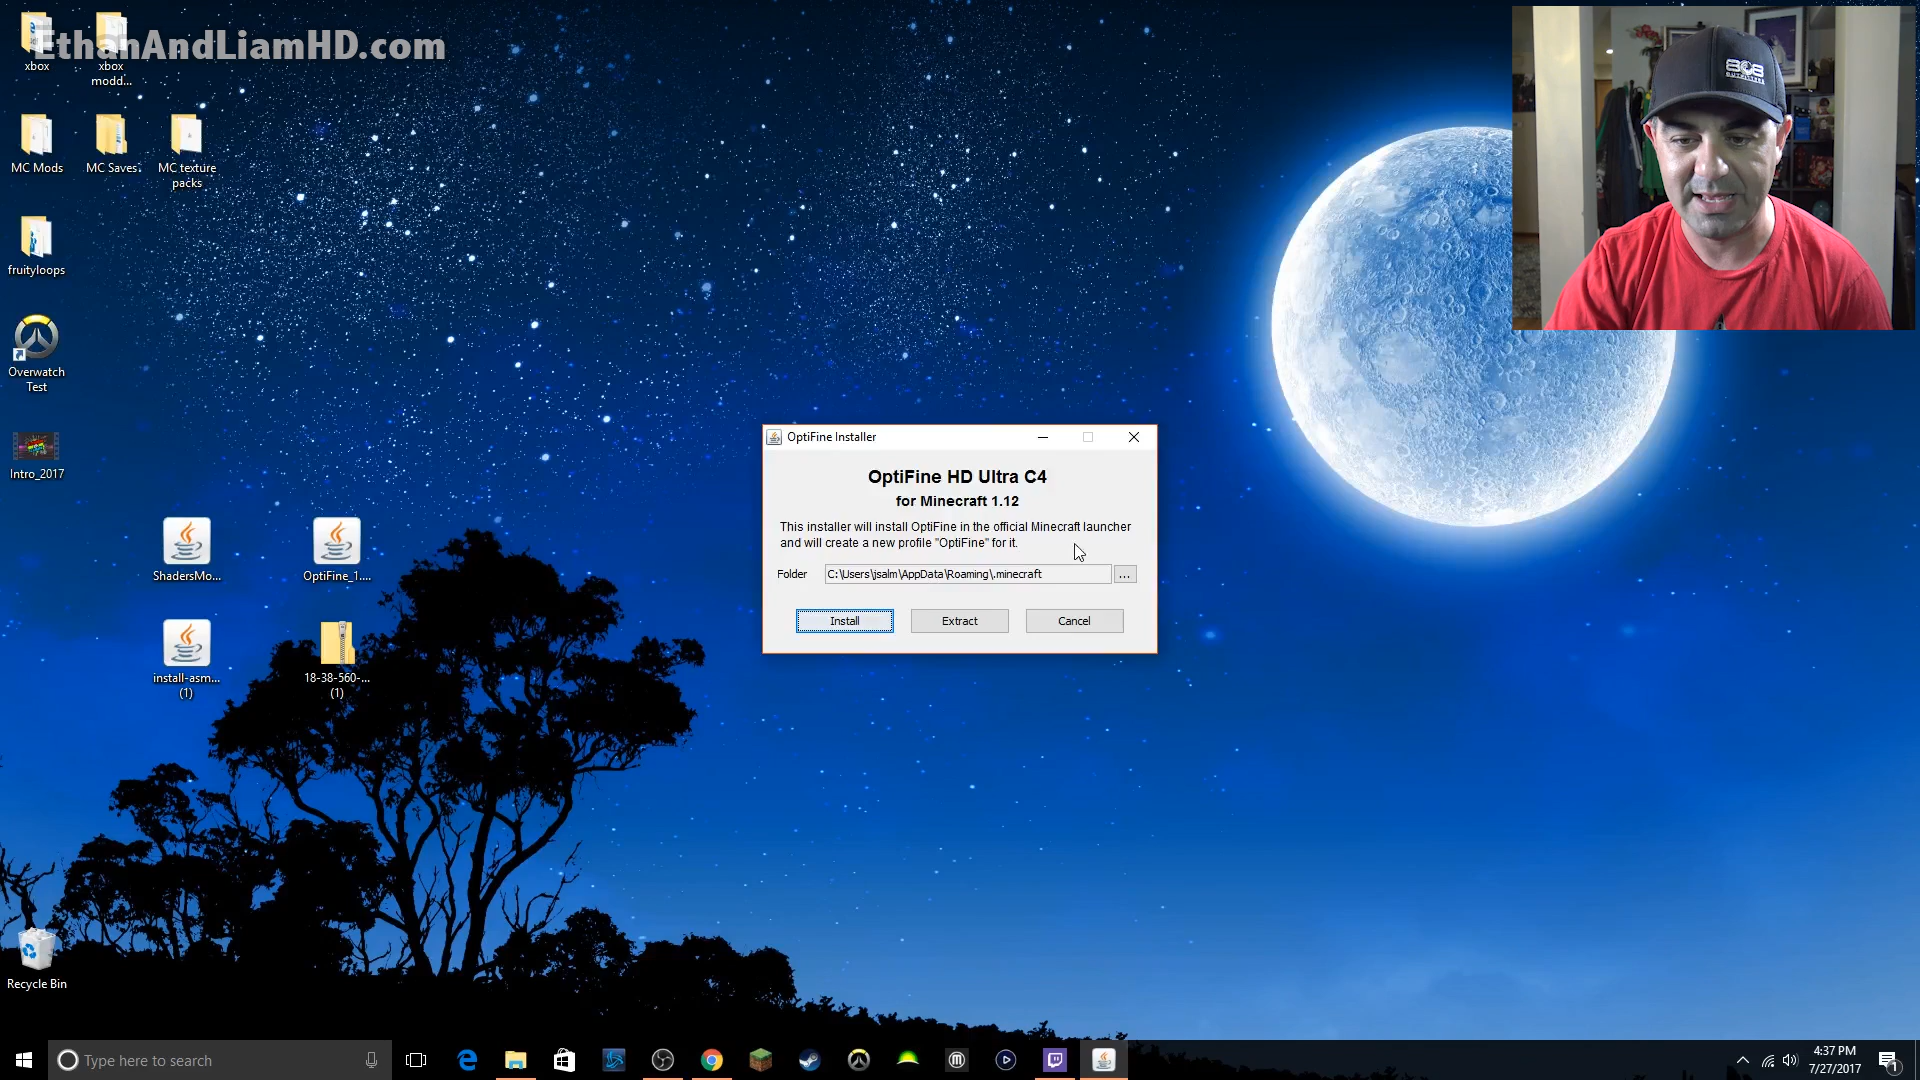 EthanAndLiamHD.com
xbox
xbox
modd...
MC Mods
MC Saves
MC texture
packs
fruityloops
Overwatch
Test
Intro_2017
ShadersMo...
OptiFine_1....
install-asm...
(1)
18-38-560-...
(1)
Recycle Bin
808
OUTFITTERS
OptiFine Installer
OptiFine HD Ultra C4
for Minecraft 1.12
This installer will install OptiFine in the official Minecraft launcher
and will create a new profile "OptiFine" for it.
Folder
C:\Users\jsalm\AppData\Roaming\.minecraft
...
Install
Extract
Cancel
Type here to search
4:37 PM
7/27/2017
1